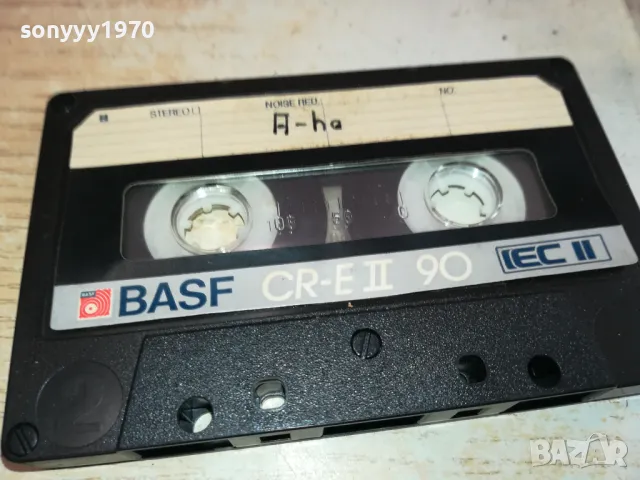 sonyyy1970
STEREO NOISE RED. NO
A-ha
100 50 0
BASF CR-E II 90 IEC II
2
BAZAR